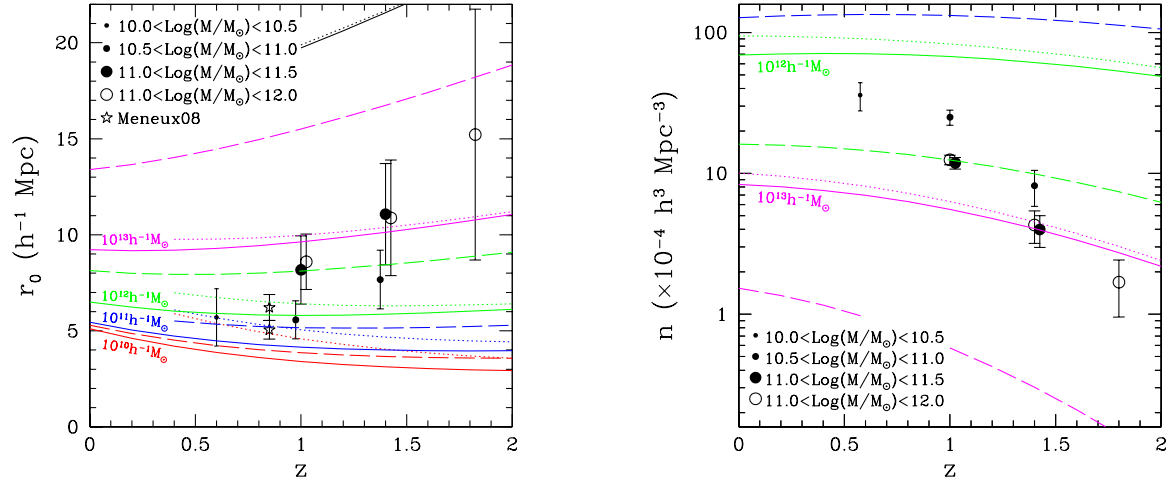 10.0<Log(M/M☉)<10.5
10.5<Log(M/M☉)<11.0
11.0<Log(M/M☉)<11.5
11.0<Log(M/M☉)<12.0
Meneux08
20
15
10
5
0
r₀ (h⁻¹ Mpc)
10¹³h⁻¹M☉
10¹²h⁻¹M☉
10¹¹h⁻¹M☉
10¹⁰h⁻¹M☉
0 0.5 1 1.5 2
z
100
10
1
n (×10⁻⁴ h³ Mpc⁻³)
10¹²h⁻¹M☉
10¹³h⁻¹M☉
10.0<Log(M/M☉)<10.5
10.5<Log(M/M☉)<11.0
11.0<Log(M/M☉)<11.5
11.0<Log(M/M☉)<12.0
0 0.5 1 1.5 2
z